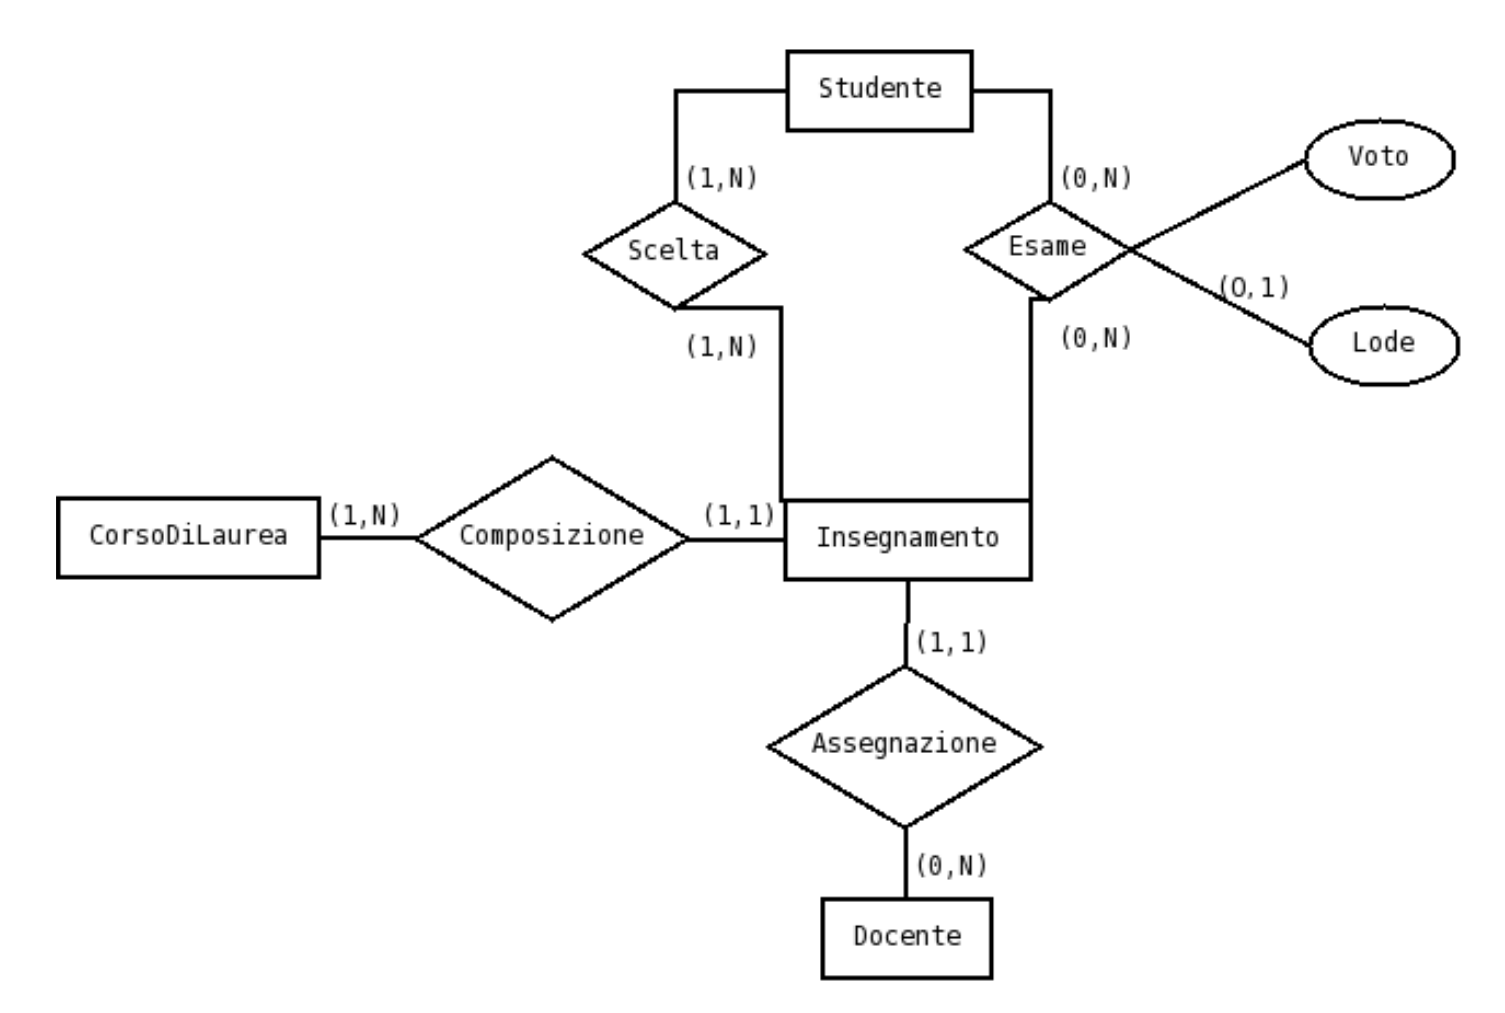 Studente
Voto
(1,N)
(0,N)
Scelta
Esame
(0,1)
(1,N)
(0,N)
Lode
(1,N)
(1,1)
CorsoDiLaurea
Composizione
Insegnamento
(1,1)
Assegnazione
(0,N)
Docente